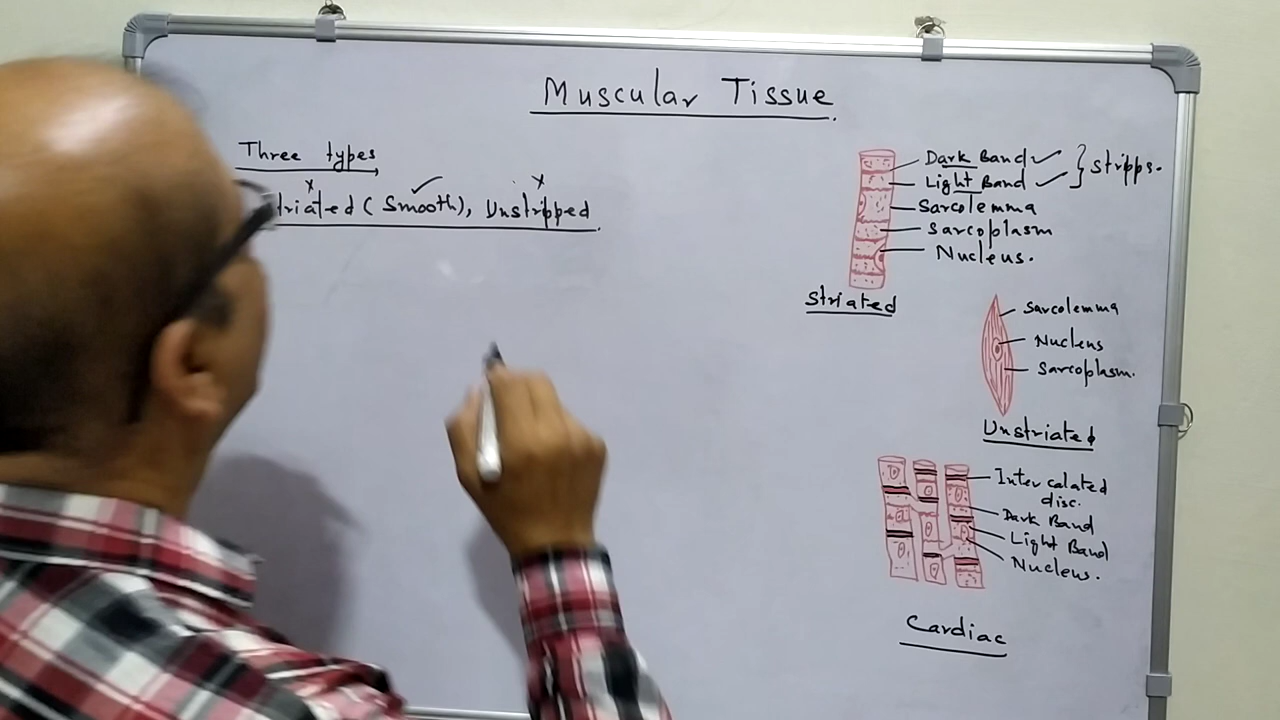 Muscular Tissue
Three types
triated (Smooth), Unstripped
Dark Band
Light Band
} Stripps.
Sarcolemma
Sarcoplasm
Nucleus.
Striated
Sarcolemma
Nucleus
Sarcoplasm.
Unstriated
Intercalated
disc.
Dark Band
Light Band
Nucleus.
Cardiac